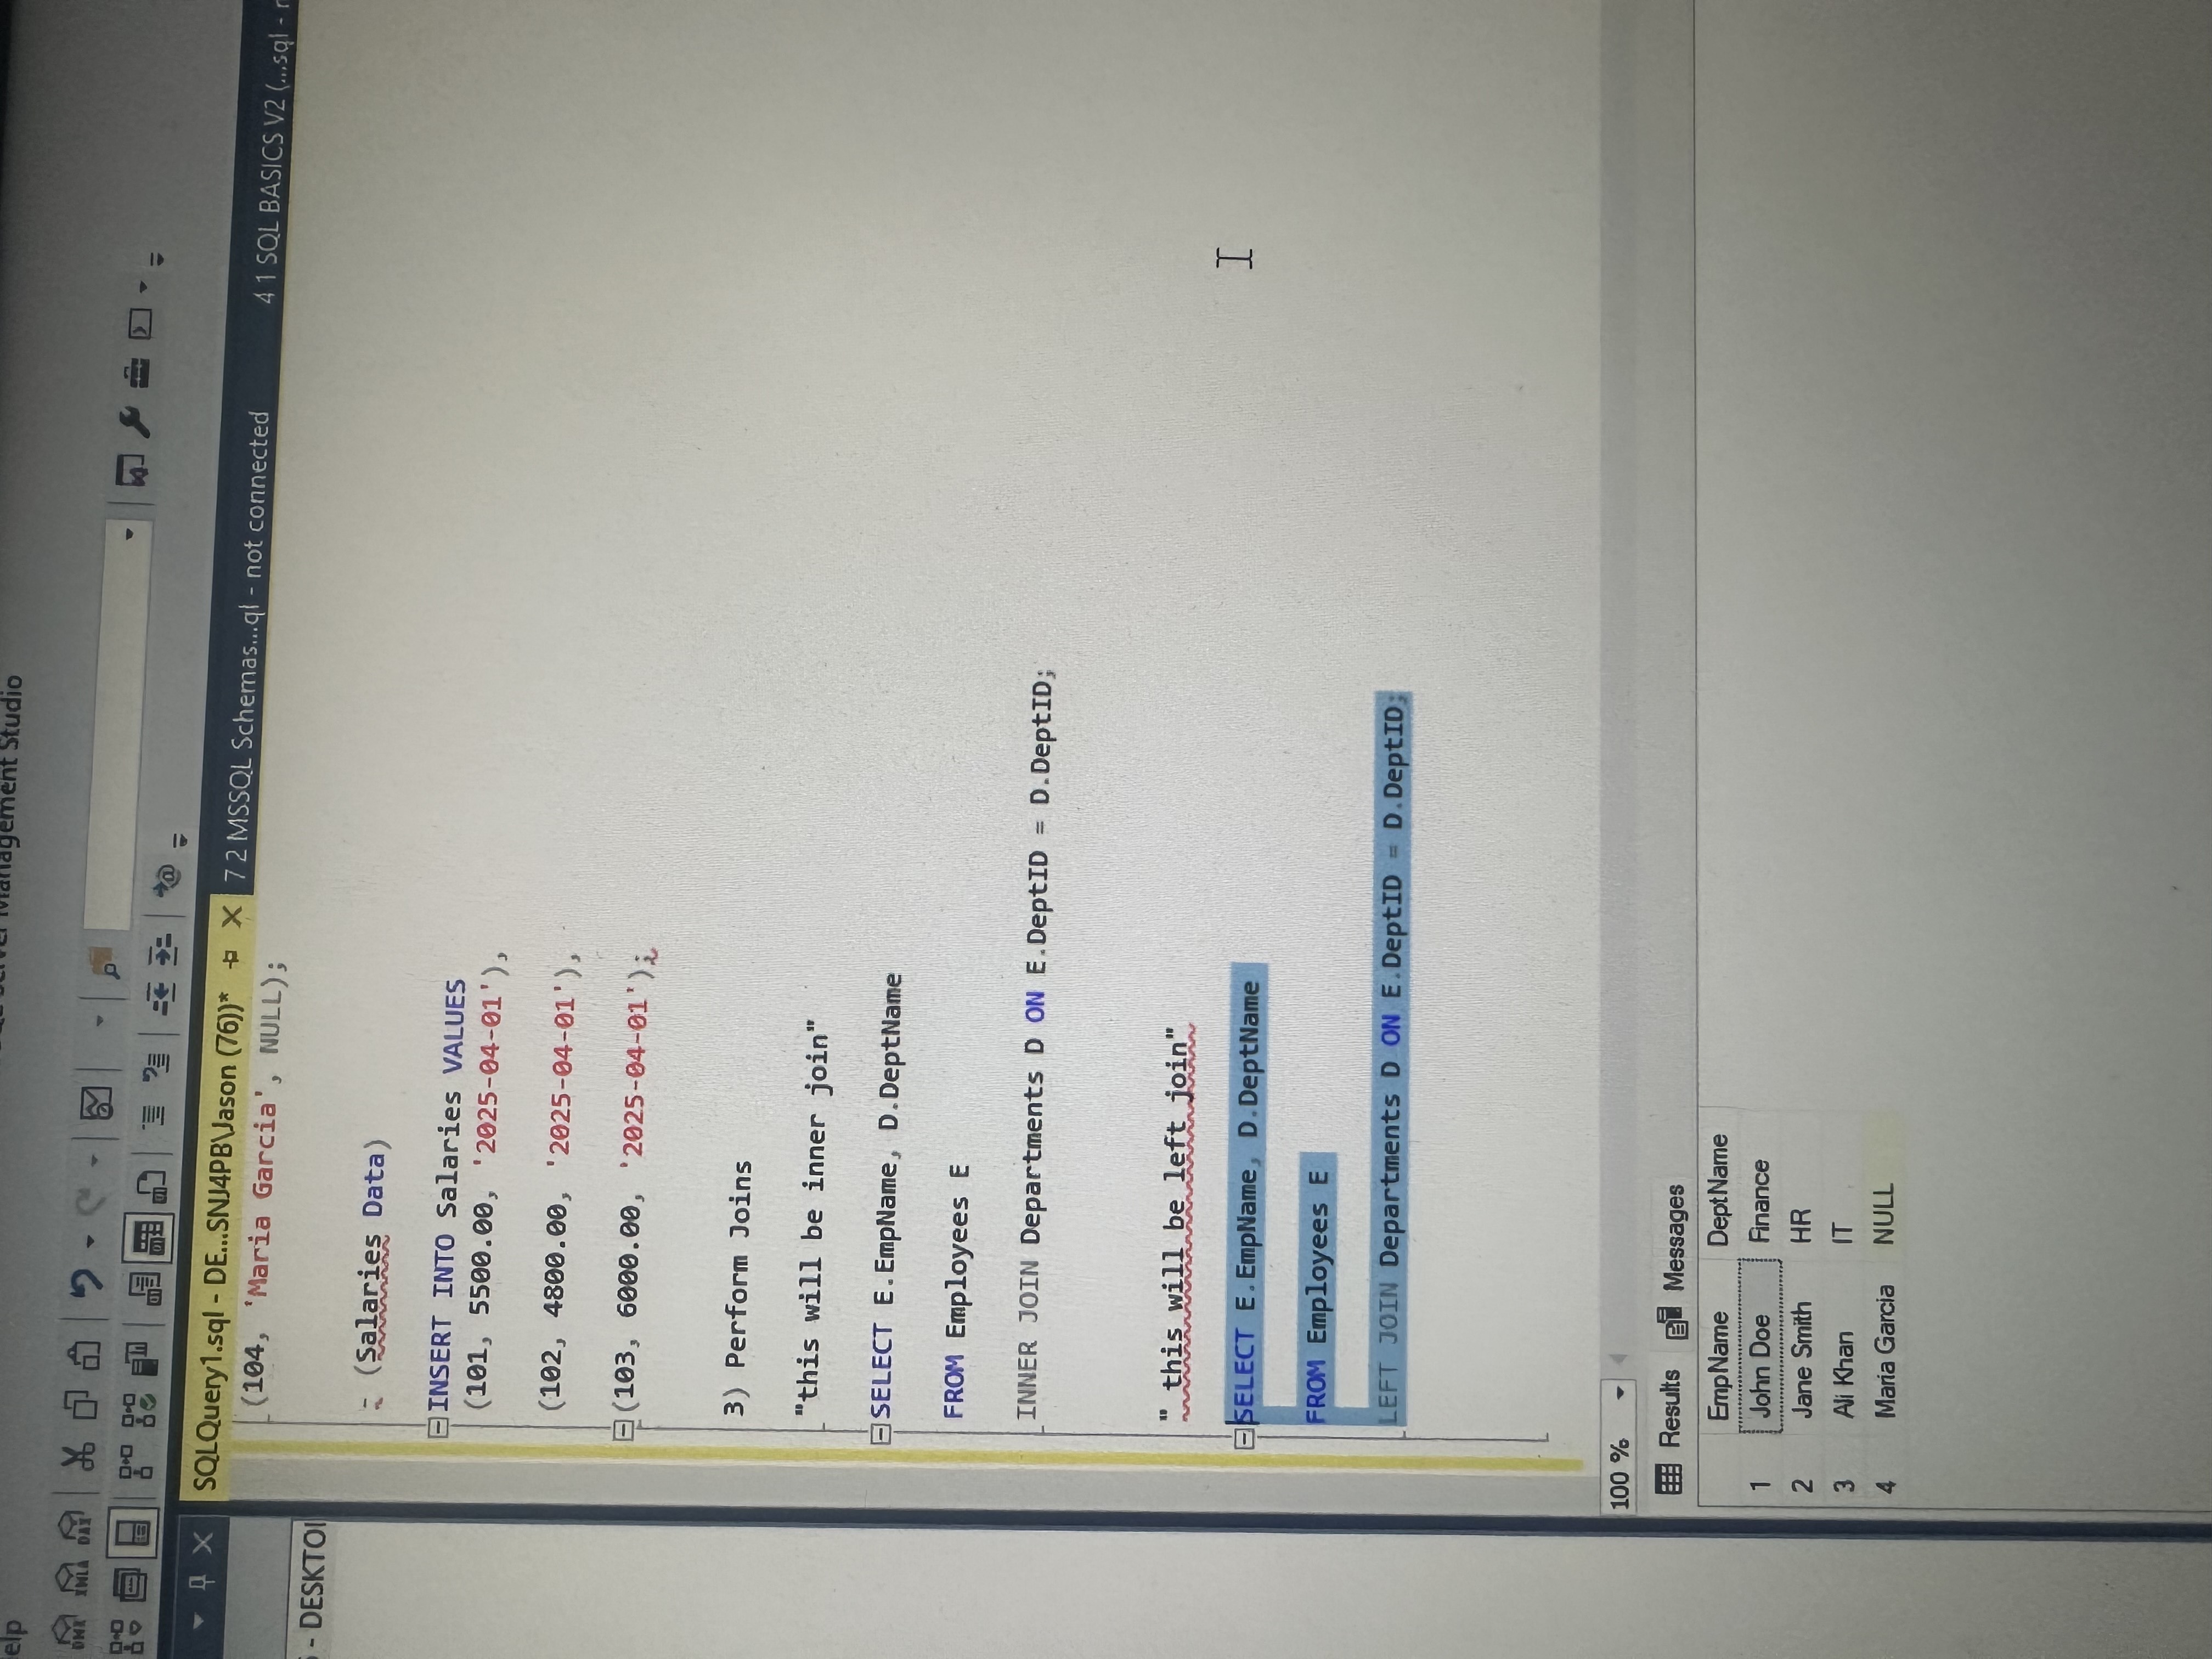 elp
Management Studio
DMX XMLA DAX
SQLQuery1.sql - DE...SNJ4PB\Jason (76))*
7 2 MSSQL Schemas...ql - not connected
4 1 SQL BASICS V2 (...sql -
- DESKTO
(104, 'Maria Garcia', NULL);
- (Salaries Data)
INSERT INTO Salaries VALUES
(101, 5500.00, '2025-04-01'),
(102, 4800.00, '2025-04-01'),
(103, 6000.00, '2025-04-01');
3) Perform Joins
"this will be inner join"
SELECT E.EmpName, D.DeptName
FROM Employees E
INNER JOIN Departments D ON E.DeptID = D.DeptID;
" this will be left join"
SELECT E.EmpName, D.DeptName
FROM Employees E
LEFT JOIN Departments D ON E.DeptID = D.DeptID;
100 %
Results Messages
EmpName DeptName
1 John Doe Finance
2 Jane Smith HR
3 Ali Khan IT
4 Maria Garcia NULL